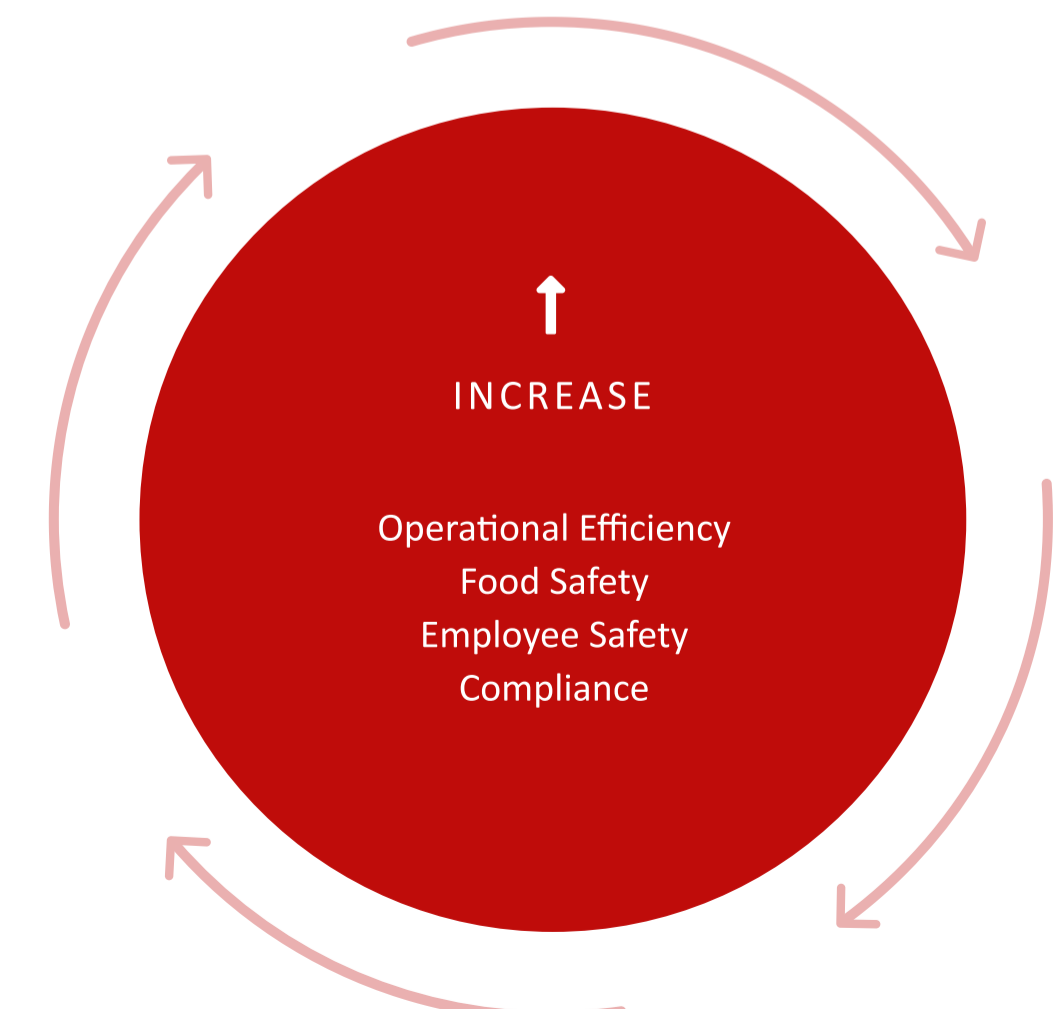 INCREASE
Operational Efficiency
Food Safety
Employee Safety
Compliance